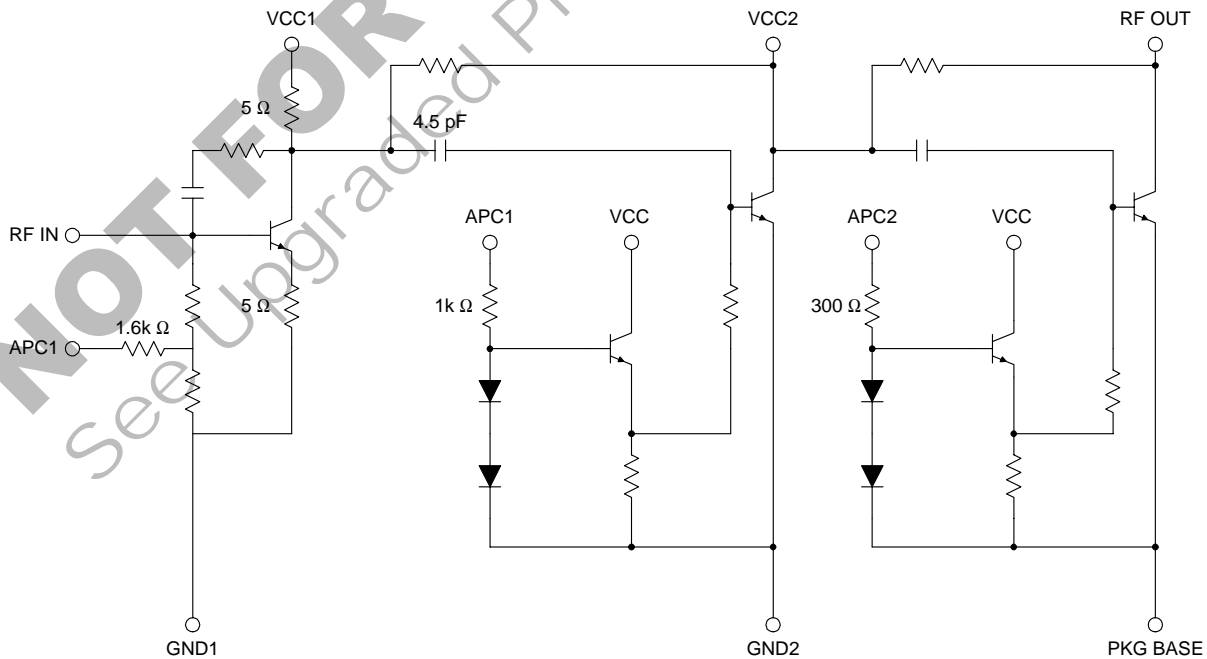 VCC1
VCC2
RF OUT
5 Ω
4.5 pF
RF IN
APC1
VCC
APC2
VCC
5 Ω
1k Ω
300 Ω
1.6k Ω
APC1
GND1
GND2
PKG BASE
NOT FOR
See Upgraded